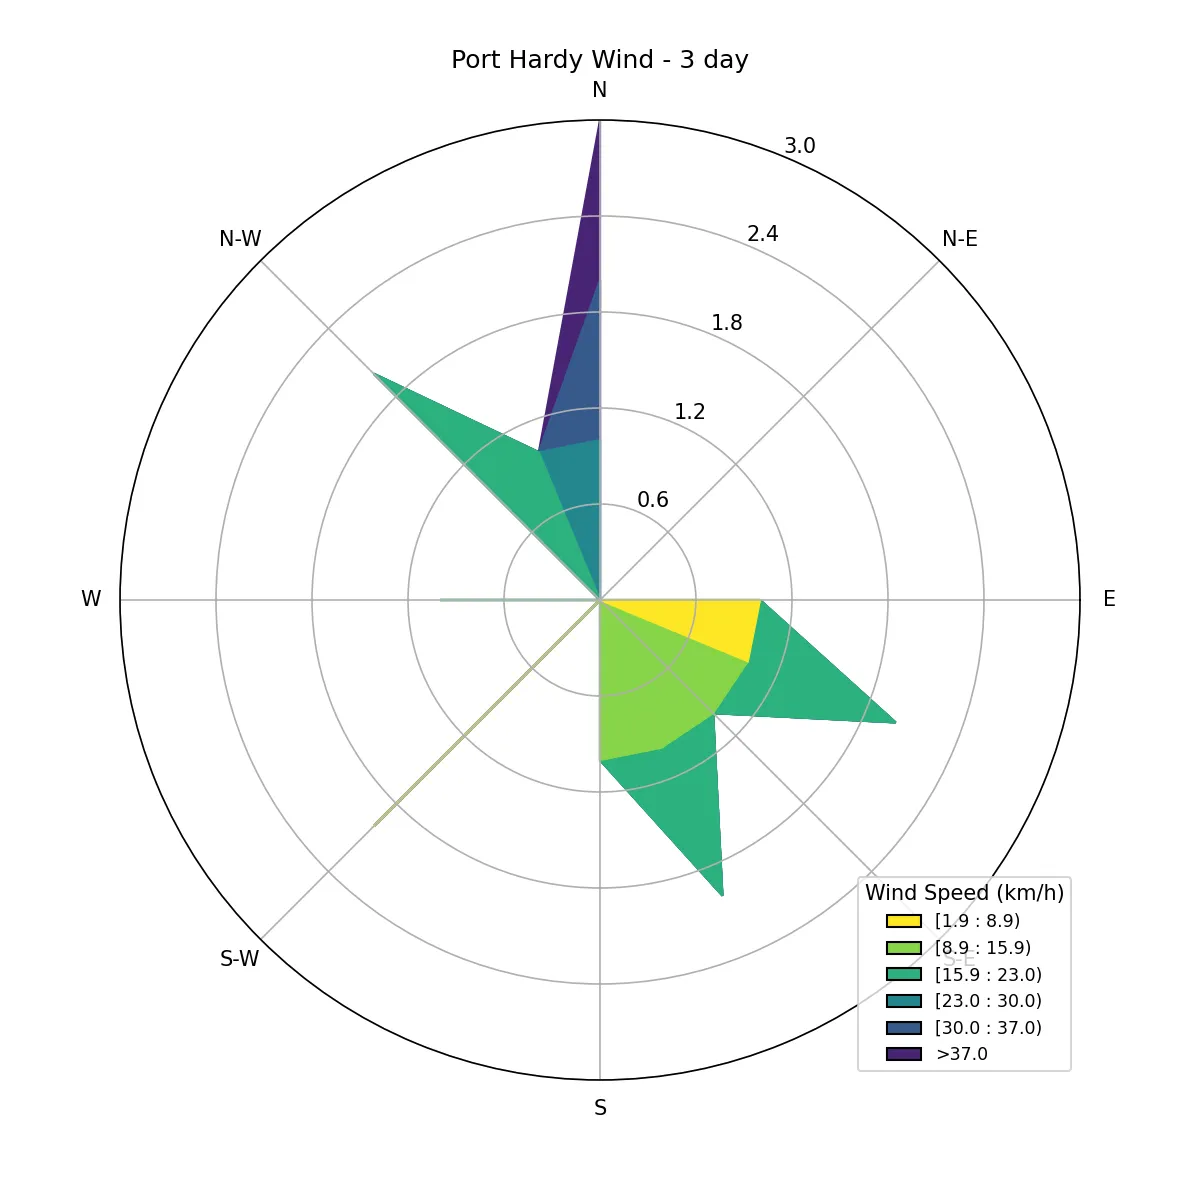 Port Hardy Wind - 3 day
N
3.0
N-W
2.4
N-E
1.8
1.2
0.6
W
E
S-W
S-E
S
Wind Speed (km/h)
[1.9 : 8.9)
[8.9 : 15.9)
[15.9 : 23.0)
[23.0 : 30.0)
[30.0 : 37.0)
>37.0